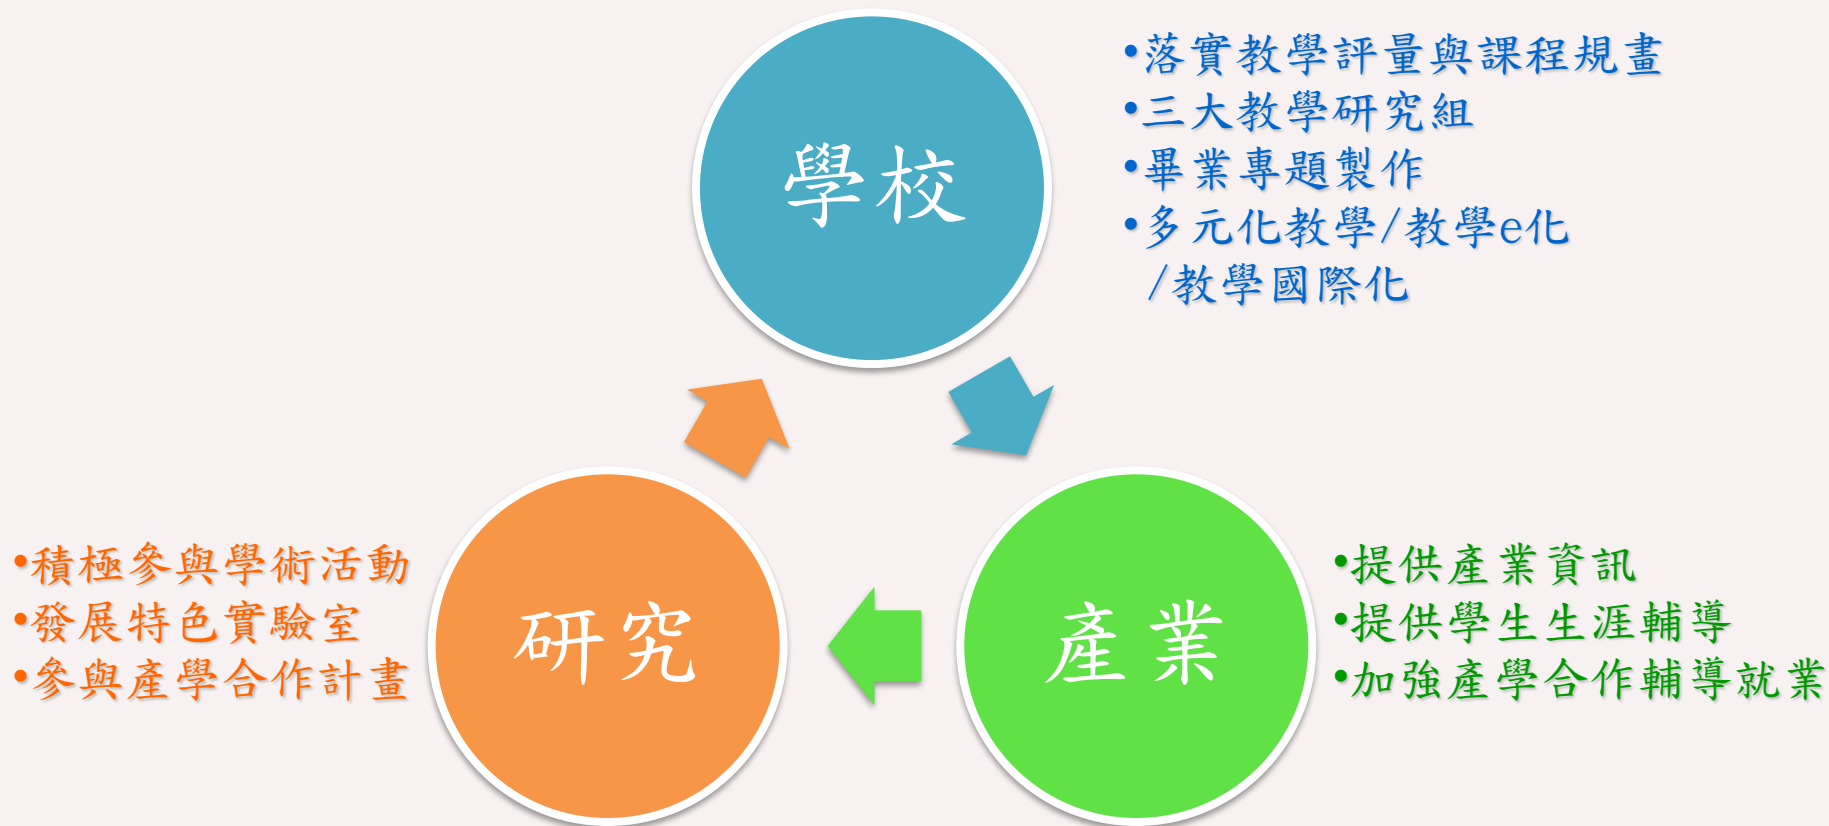 學校
•落實教學評量與課程規畫
•三大教學研究組
•畢業專題製作
•多元化教學/教學e化
/教學國際化
研究
•積極參與學術活動
•發展特色實驗室
•參與產學合作計畫
產業
•提供產業資訊
•提供學生生涯輔導
•加強產學合作輔導就業